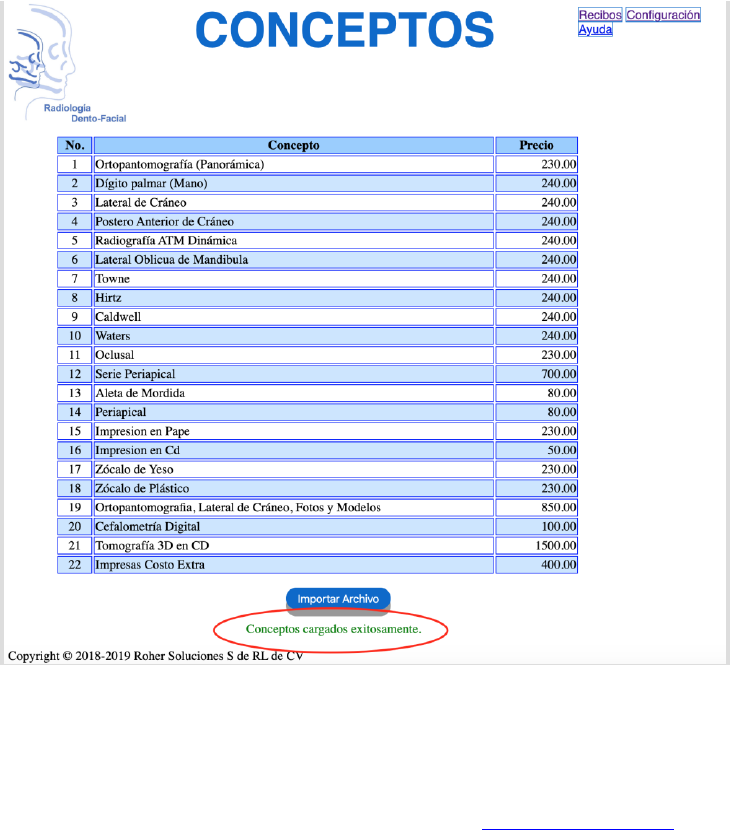 CONCEPTOS
Recibos Configuración
Ayuda
Radiología
Dento-Facial
No. Concepto Precio
1 Ortopantomografía (Panorámica) 230.00
2 Dígito palmar (Mano) 240.00
3 Lateral de Cráneo 240.00
4 Postero Anterior de Cráneo 240.00
5 Radiografía ATM Dinámica 240.00
6 Lateral Oblicua de Mandibula 240.00
7 Towne 240.00
8 Hirtz 240.00
9 Caldwell 240.00
10 Waters 240.00
11 Oclusal 230.00
12 Serie Periapical 700.00
13 Aleta de Mordida 80.00
14 Periapical 80.00
15 Impresion en Pape 230.00
16 Impresion en Cd 50.00
17 Zócalo de Yeso 230.00
18 Zócalo de Plástico 230.00
19 Ortopantomografia, Lateral de Cráneo, Fotos y Modelos 850.00
20 Cefalometría Digital 100.00
21 Tomografía 3D en CD 1500.00
22 Impresas Costo Extra 400.00
Importar Archivo
Conceptos cargados exitosamente.
Copyright © 2018-2019 Roher Soluciones S de RL de CV